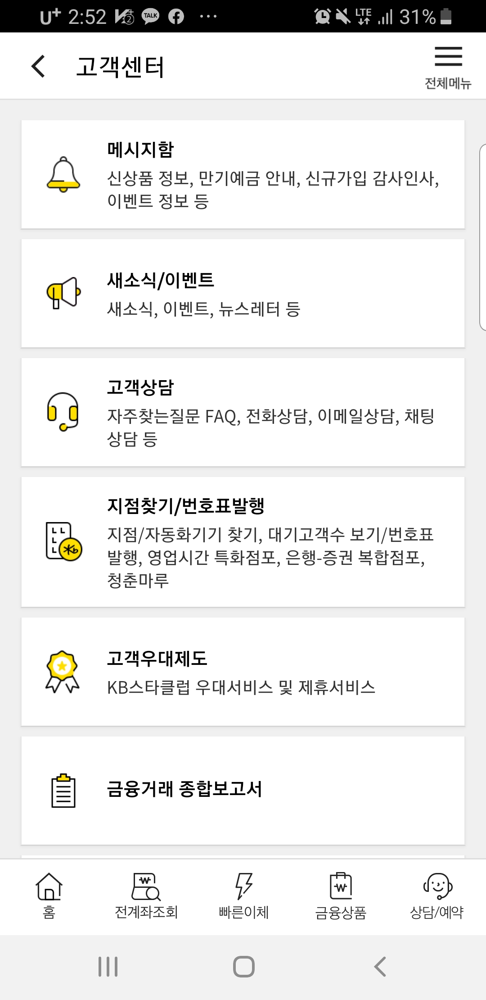 U+ 2:52 TALK LTE 31%
고객센터
전체메뉴
메시지함
신상품 정보, 만기예금 안내, 신규가입 감사인사,
이벤트 정보 등
새소식/이벤트
새소식, 이벤트, 뉴스레터 등
고객상담
자주찾는질문 FAQ, 전화상담, 이메일상담, 채팅
상담 등
지점찾기/번호표발행
지점/자동화기기 찾기, 대기고객수 보기/번호표
발행, 영업시간 특화점포, 은행-증권 복합점포,
청춘마루
고객우대제도
KB스타클럽 우대서비스 및 제휴서비스
금융거래 종합보고서
홈
전계좌조회
빠른이체
금융상품
상담/예약